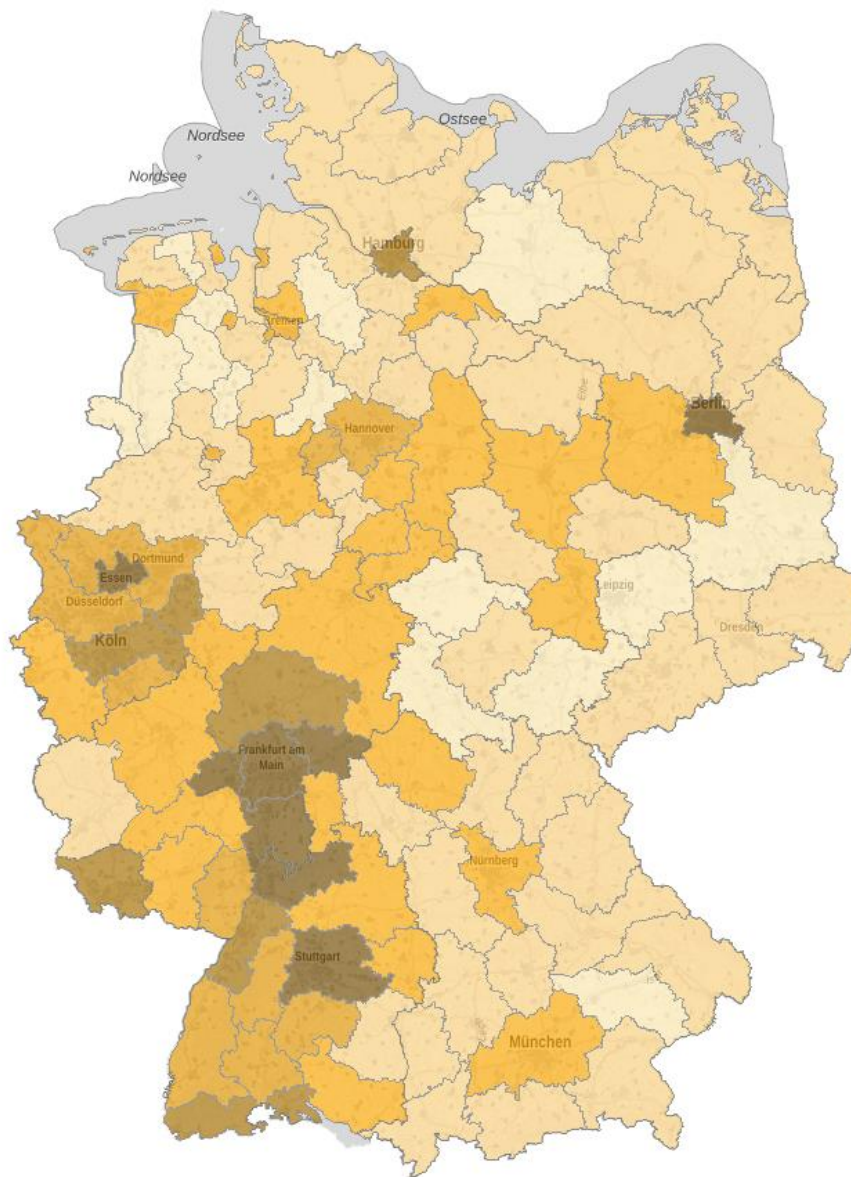 Ostsee
Nordsee
Nordsee
Hamburg
Bremen
Elbe
Berlin
Hannover
Dortmund
Essen
Düsseldorf
Leipzig
Köln
Dresden
Frankfurt am
Main
Nürnberg
Stuttgart
München